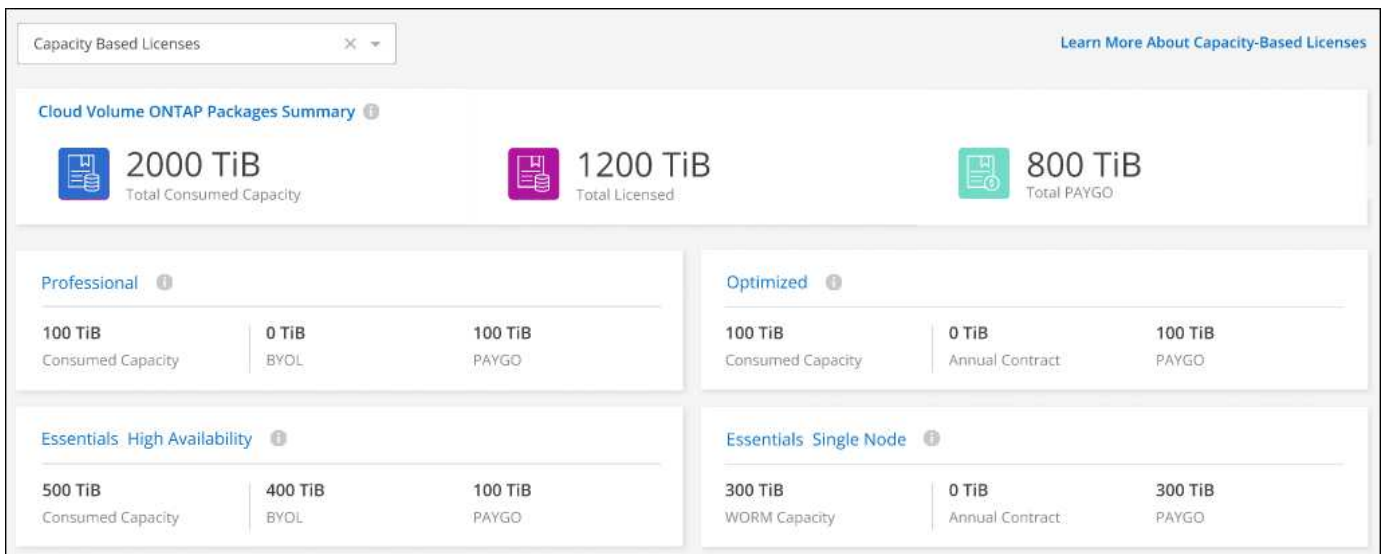 Capacity Based Licenses
Learn More About Capacity-Based Licenses
Cloud Volume ONTAP Packages Summary
2000 TiB
Total Consumed Capacity
1200 TiB
Total Licensed
800 TiB
Total PAYGO
Professional
100 TiB
Consumed Capacity
0 TiB
BYOL
100 TiB
PAYGO
Optimized
100 TiB
Consumed Capacity
0 TiB
Annual Contract
100 TiB
PAYGO
Essentials High Availability
500 TiB
Consumed Capacity
400 TiB
BYOL
100 TiB
PAYGO
Essentials Single Node
300 TiB
WORM Capacity
0 TiB
Annual Contract
300 TiB
PAYGO